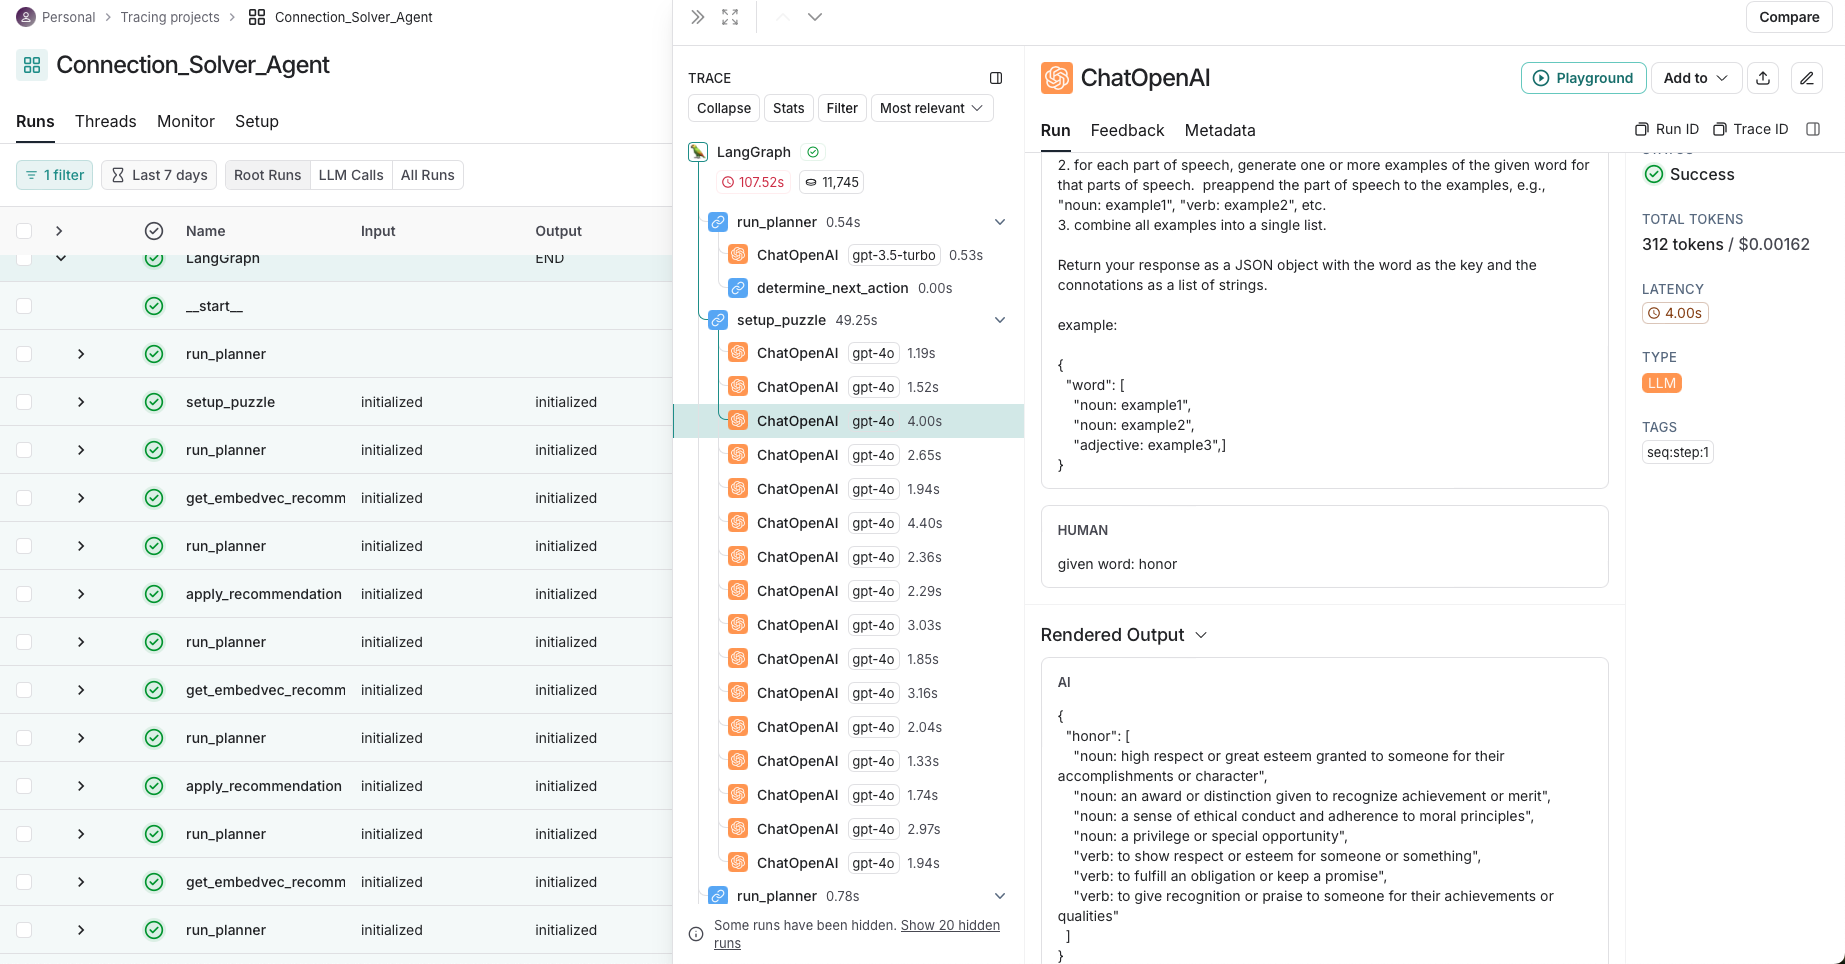 Personal > Tracing projects > Connection_Solver_Agent
Connection_Solver_Agent
Runs Threads Monitor Setup
1 filter Last 7 days Root Runs LLM Calls All Runs
Name Input Output
LangGraph END
__start__
run_planner
setup_puzzle initialized initialized
run_planner initialized initialized
get_embedvec_recomm initialized initialized
run_planner initialized initialized
apply_recommendation initialized initialized
run_planner initialized initialized
get_embedvec_recomm initialized initialized
run_planner initialized initialized
apply_recommendation initialized initialized
run_planner initialized initialized
get_embedvec_recomm initialized initialized
run_planner initialized initialized
TRACE
Collapse Stats Filter Most relevant
LangGraph
107.52s 11,745
run_planner 0.54s
ChatOpenAI gpt-3.5-turbo 0.53s
determine_next_action 0.00s
setup_puzzle 49.25s
ChatOpenAI gpt-4o 1.19s
ChatOpenAI gpt-4o 1.52s
ChatOpenAI gpt-4o 4.00s
ChatOpenAI gpt-4o 2.65s
ChatOpenAI gpt-4o 1.94s
ChatOpenAI gpt-4o 4.40s
ChatOpenAI gpt-4o 2.36s
ChatOpenAI gpt-4o 2.29s
ChatOpenAI gpt-4o 3.03s
ChatOpenAI gpt-4o 1.85s
ChatOpenAI gpt-4o 3.16s
ChatOpenAI gpt-4o 2.04s
ChatOpenAI gpt-4o 1.33s
ChatOpenAI gpt-4o 1.74s
ChatOpenAI gpt-4o 2.97s
ChatOpenAI gpt-4o 1.94s
run_planner 0.78s
Some runs have been hidden. Show 20 hidden
runs
Compare
ChatOpenAI
Playground Add to
Run Feedback Metadata
Run ID Trace ID
2. for each part of speech, generate one or more examples of the given word for
that parts of speech.  preappend the part of speech to the examples, e.g.,
"noun: example1", "verb: example2", etc.
3. combine all examples into a single list.
Return your response as a JSON object with the word as the key and the
connotations as a list of strings.
example:
{
"word": [
"noun: example1",
"noun: example2",
"adjective: example3",]
}
HUMAN
given word: honor
Rendered Output
AI
{
"honor": [
"noun: high respect or great esteem granted to someone for their
accomplishments or character",
"noun: an award or distinction given to recognize achievement or merit",
"noun: a sense of ethical conduct and adherence to moral principles",
"noun: a privilege or special opportunity",
"verb: to show respect or esteem for someone or something",
"verb: to fulfill an obligation or keep a promise",
"verb: to give recognition or praise to someone for their achievements or
qualities"
]
}
Success
TOTAL TOKENS
312 tokens / $0.00162
LATENCY
4.00s
TYPE
LLM
TAGS
seq:step:1